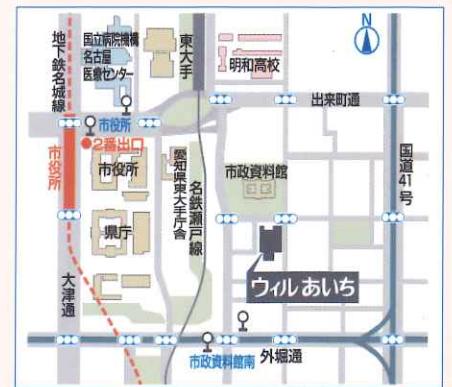 N
地下鉄名城線
国立病院機構
名古屋
医療センター
東大手
明和高校
出来町通
市役所
2番出口
市役所
市役所
愛知県東大手庁舎
名鉄瀬戸線
市政資料館
国道41号
県庁
大津通
ウィルあいち
市政資料館南
外堀通